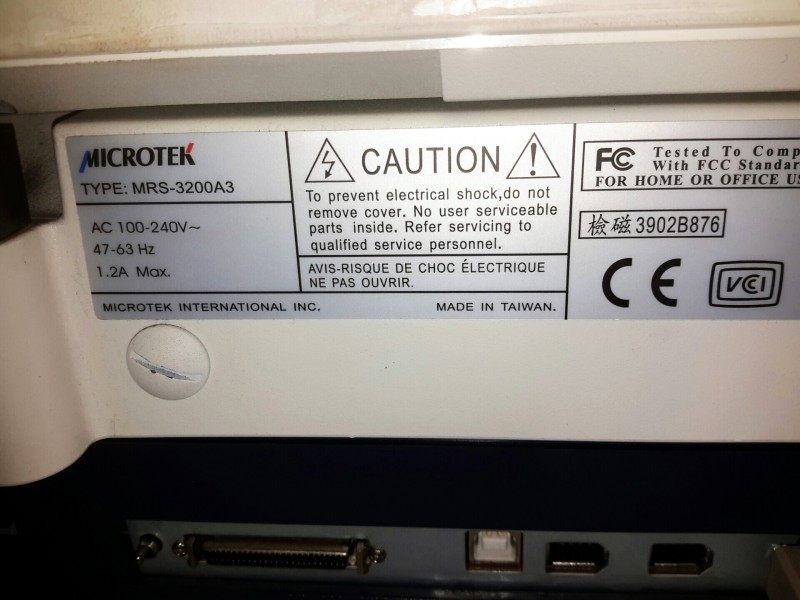 MICROTEK
TYPE: MRS-3200A3
AC 100-240V~
47-63 Hz
1.2A Max.
CAUTION
To prevent electrical shock,do not
remove cover. No user serviceable
parts inside. Refer servicing to
qualified service personnel.
AVIS-RISQUE DE CHOC ÉLECTRIQUE
NE PAS OUVRIR.
MICROTEK INTERNATIONAL INC.
MADE IN TAIWAN.
FC Tested To Comp
With FCC Standar
FOR HOME OR OFFICE US
檢磁 3902B876
CE
VCI